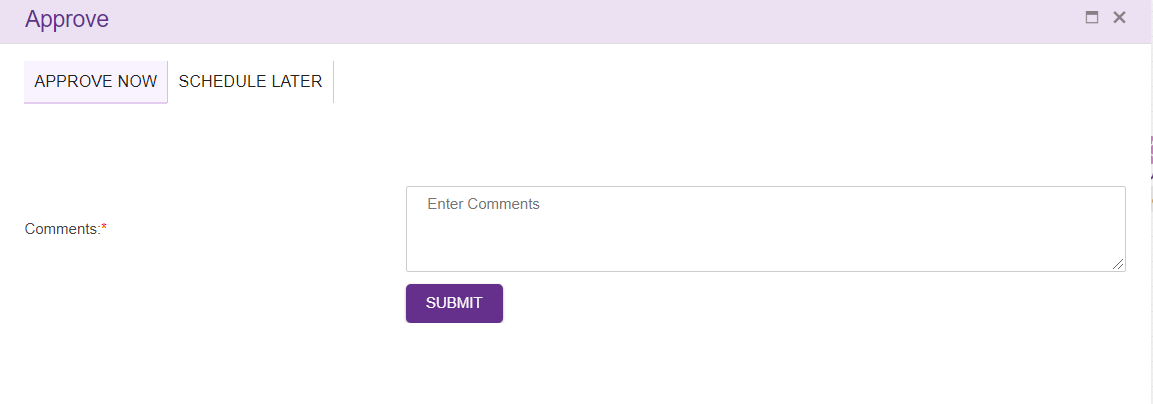 Approve
APPROVE NOW SCHEDULE LATER
Enter Comments
Comments:*
SUBMIT